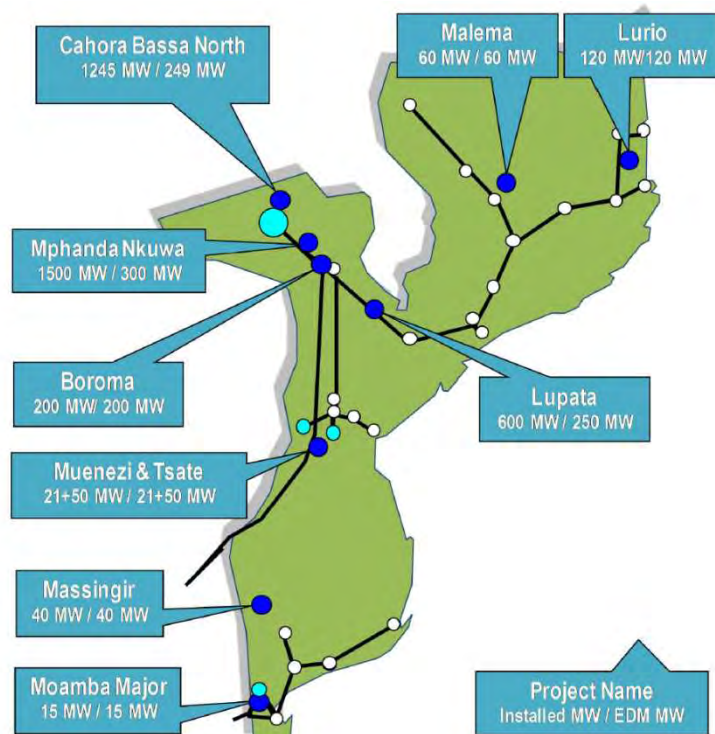 Cahora Bassa North
1245 MW / 249 MW
Malema
60 MW / 60 MW
Lurio
120 MW/120 MW
Mphanda Nkuwa
1500 MW / 300 MW
Boroma
200 MW/ 200 MW
Lupata
600 MW / 250 MW
Muenezi & Tsate
21+50 MW / 21+50 MW
Massingir
40 MW / 40 MW
Moamba Major
15 MW / 15 MW
Project Name
Installed MW / EDM MW